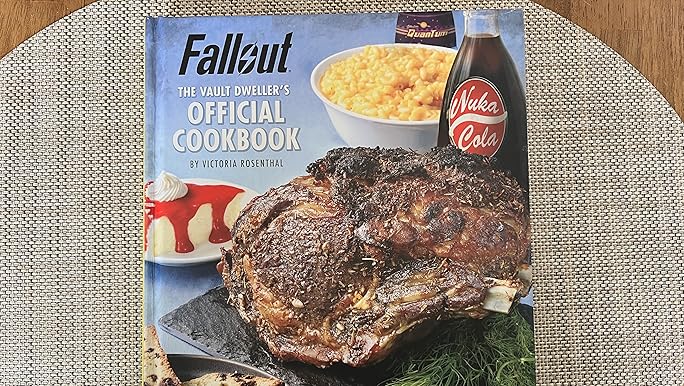 Fallout
THE VAULT DWELLER'S
OFFICIAL
COOKBOOK
BY VICTORIA ROSENTHAL
QuanTum
Nuka
Cola